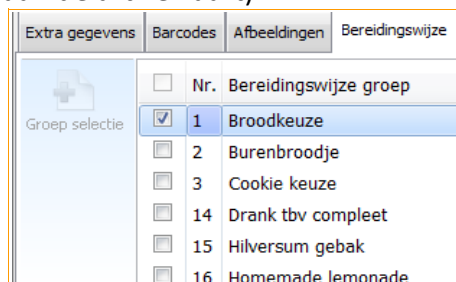 Extra gegevens Barcodes Afbeeldingen Bereidingswijze
Nr. Bereidingswijze groep
Groep selectie
1 Broodkeuze
2 Burenbroodje
3 Cookie keuze
14 Drank tbv compleet
15 Hilversum gebak
16 Homemade lemonade